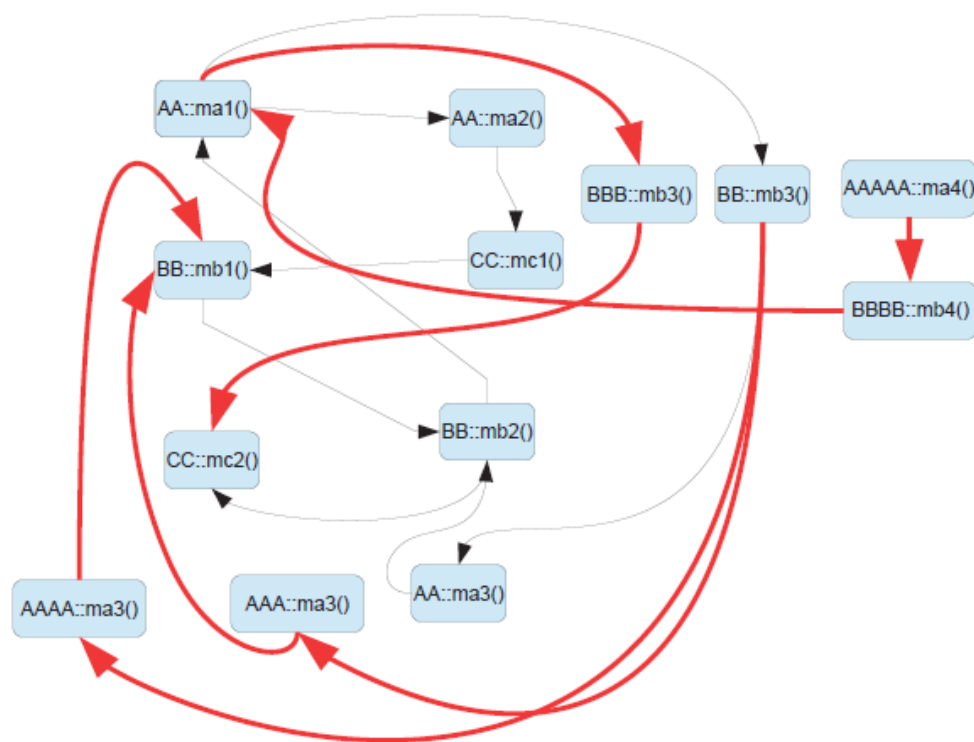 AA::ma1()
AA::ma2()
BBB::mb3()
BB::mb3()
AAAAA::ma4()
BB::mb1()
CC::mc1()
BBBB::mb4()
BB::mb2()
CC::mc2()
AA::ma3()
AAAA::ma3()
AAA::ma3()